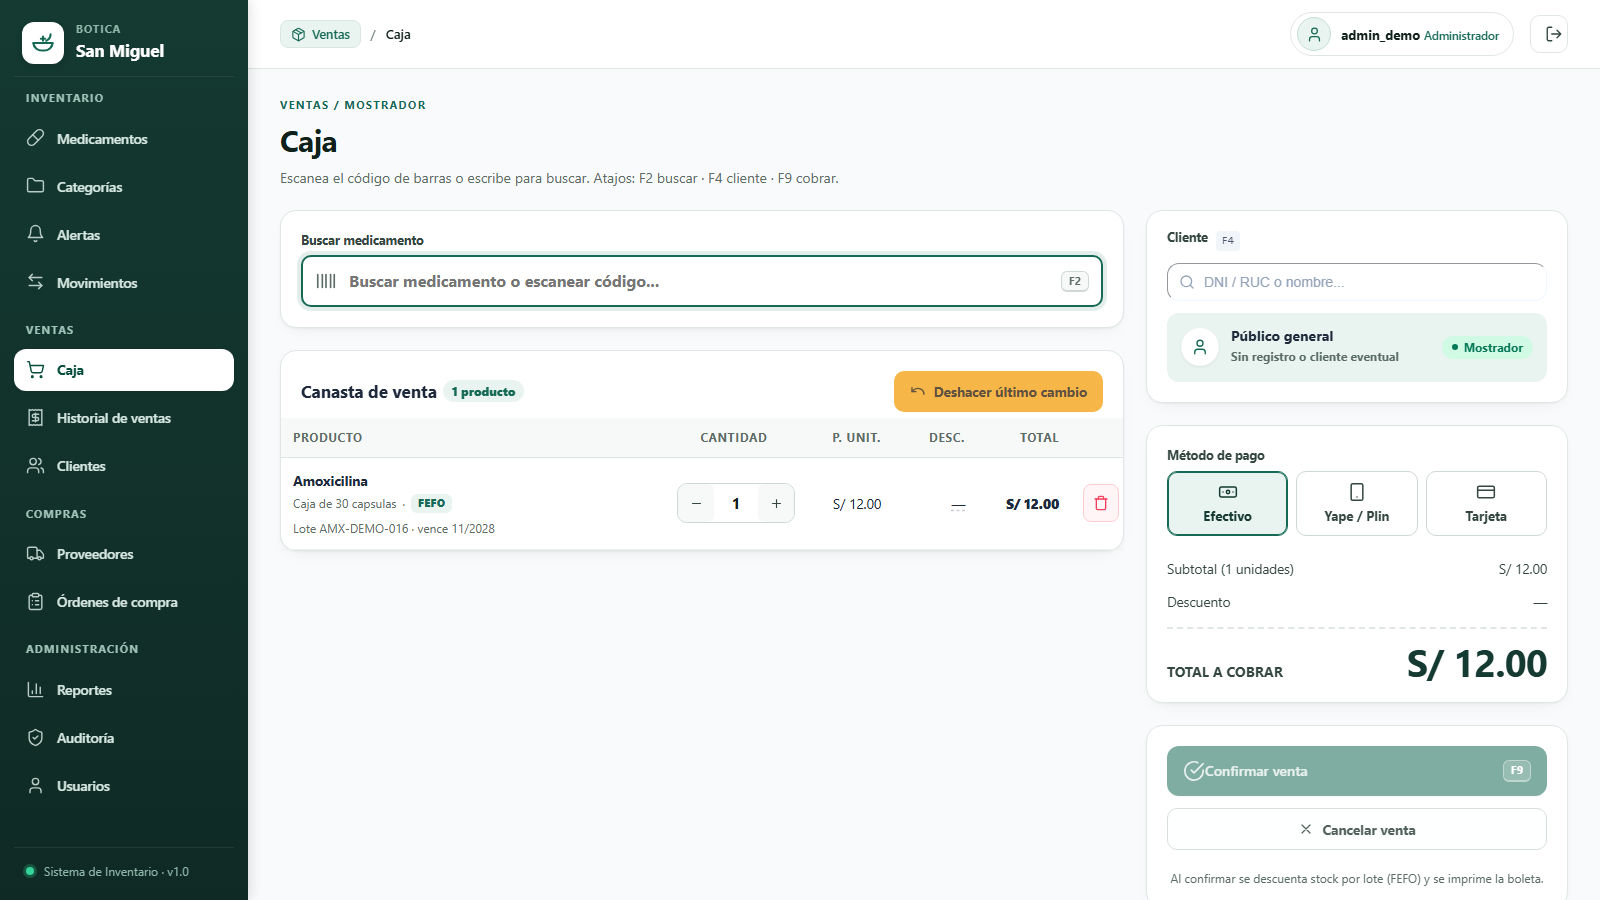 BOTICA
San Miguel
INVENTARIO
Medicamentos
Categorías
Alertas
Movimientos
VENTAS
Caja
Historial de ventas
Clientes
COMPRAS
Proveedores
Órdenes de compra
ADMINISTRACIÓN
Reportes
Auditoría
Usuarios
Sistema de Inventario · v1.0
Ventas / Caja
admin_demo Administrador
VENTAS / MOSTRADOR
Caja
Escanea el código de barras o escribe para buscar. Atajos: F2 buscar · F4 cliente · F9 cobrar.
Buscar medicamento
Buscar medicamento o escanear código... F2
Canasta de venta 1 producto Deshacer último cambio
PRODUCTO CANTIDAD P. UNIT. DESC. TOTAL
Amoxicilina
Caja de 30 capsulas · FEFO
Lote AMX-DEMO-016 · vence 11/2028
− 1 + S/ 12.00 — S/ 12.00
Cliente F4
DNI / RUC o nombre...
Público general
Sin registro o cliente eventual
Mostrador
Método de pago
Efectivo Yape / Plin Tarjeta
Subtotal (1 unidades) S/ 12.00
Descuento —
TOTAL A COBRAR S/ 12.00
Confirmar venta F9
Cancelar venta
Al confirmar se descuenta stock por lote (FEFO) y se imprime la boleta.